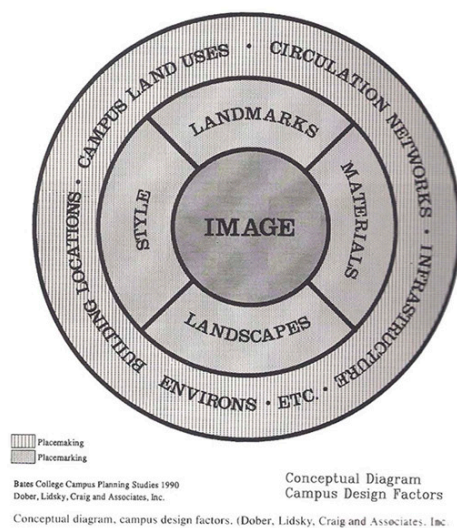 CAMPUS LAND USES · CIRCULATION NETWORKS · INFRASTRUCTURE · ETC. · ENVIRONS BUILDING LOCATIONS ·
LANDMARKS
MATERIALS
LANDSCAPES
STYLE
IMAGE
Placemaking
Placemarking
Bates College Campus Planning Studies 1990
Dober, Lidsky, Craig and Associates, Inc.
Conceptual Diagram
Campus Design Factors
Conceptual diagram, campus design factors. (Dober, Lidsky, Craig and Associates, Inc.